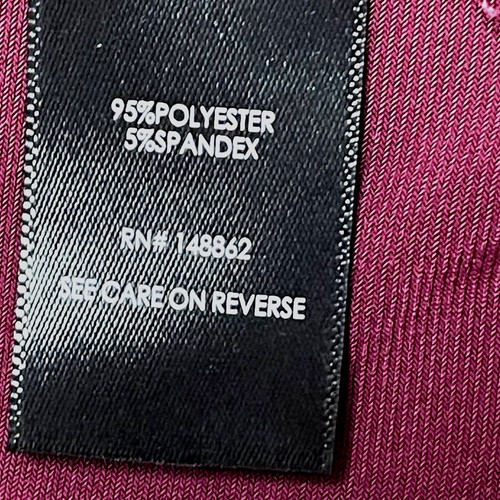 95%POLYESTER
5%SPANDEX
RN# 148862
SEE CARE ON REVERSE